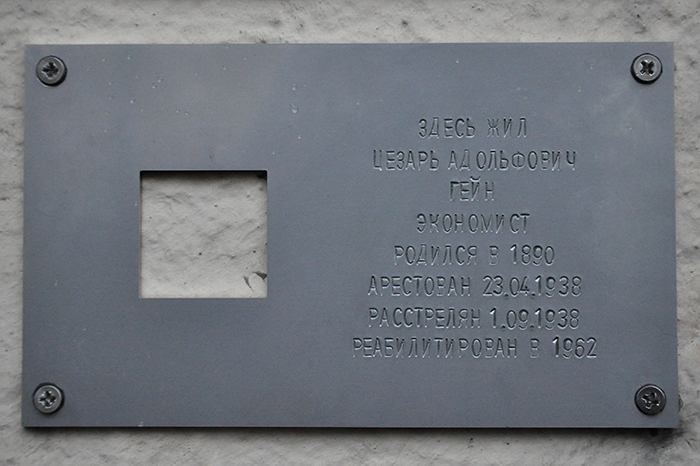 ЗДЕСЬ ЖИЛ
ЦЕЗАРЬ АДОЛЬФОВИЧ
ГЕЙН
ЭКОНОМИСТ
РОДИЛСЯ В 1890
АРЕСТОВАН 23.04.1938
РАССТРЕЛЯН 1.09.1938
РЕАБИЛИТИРОВАН В 1962